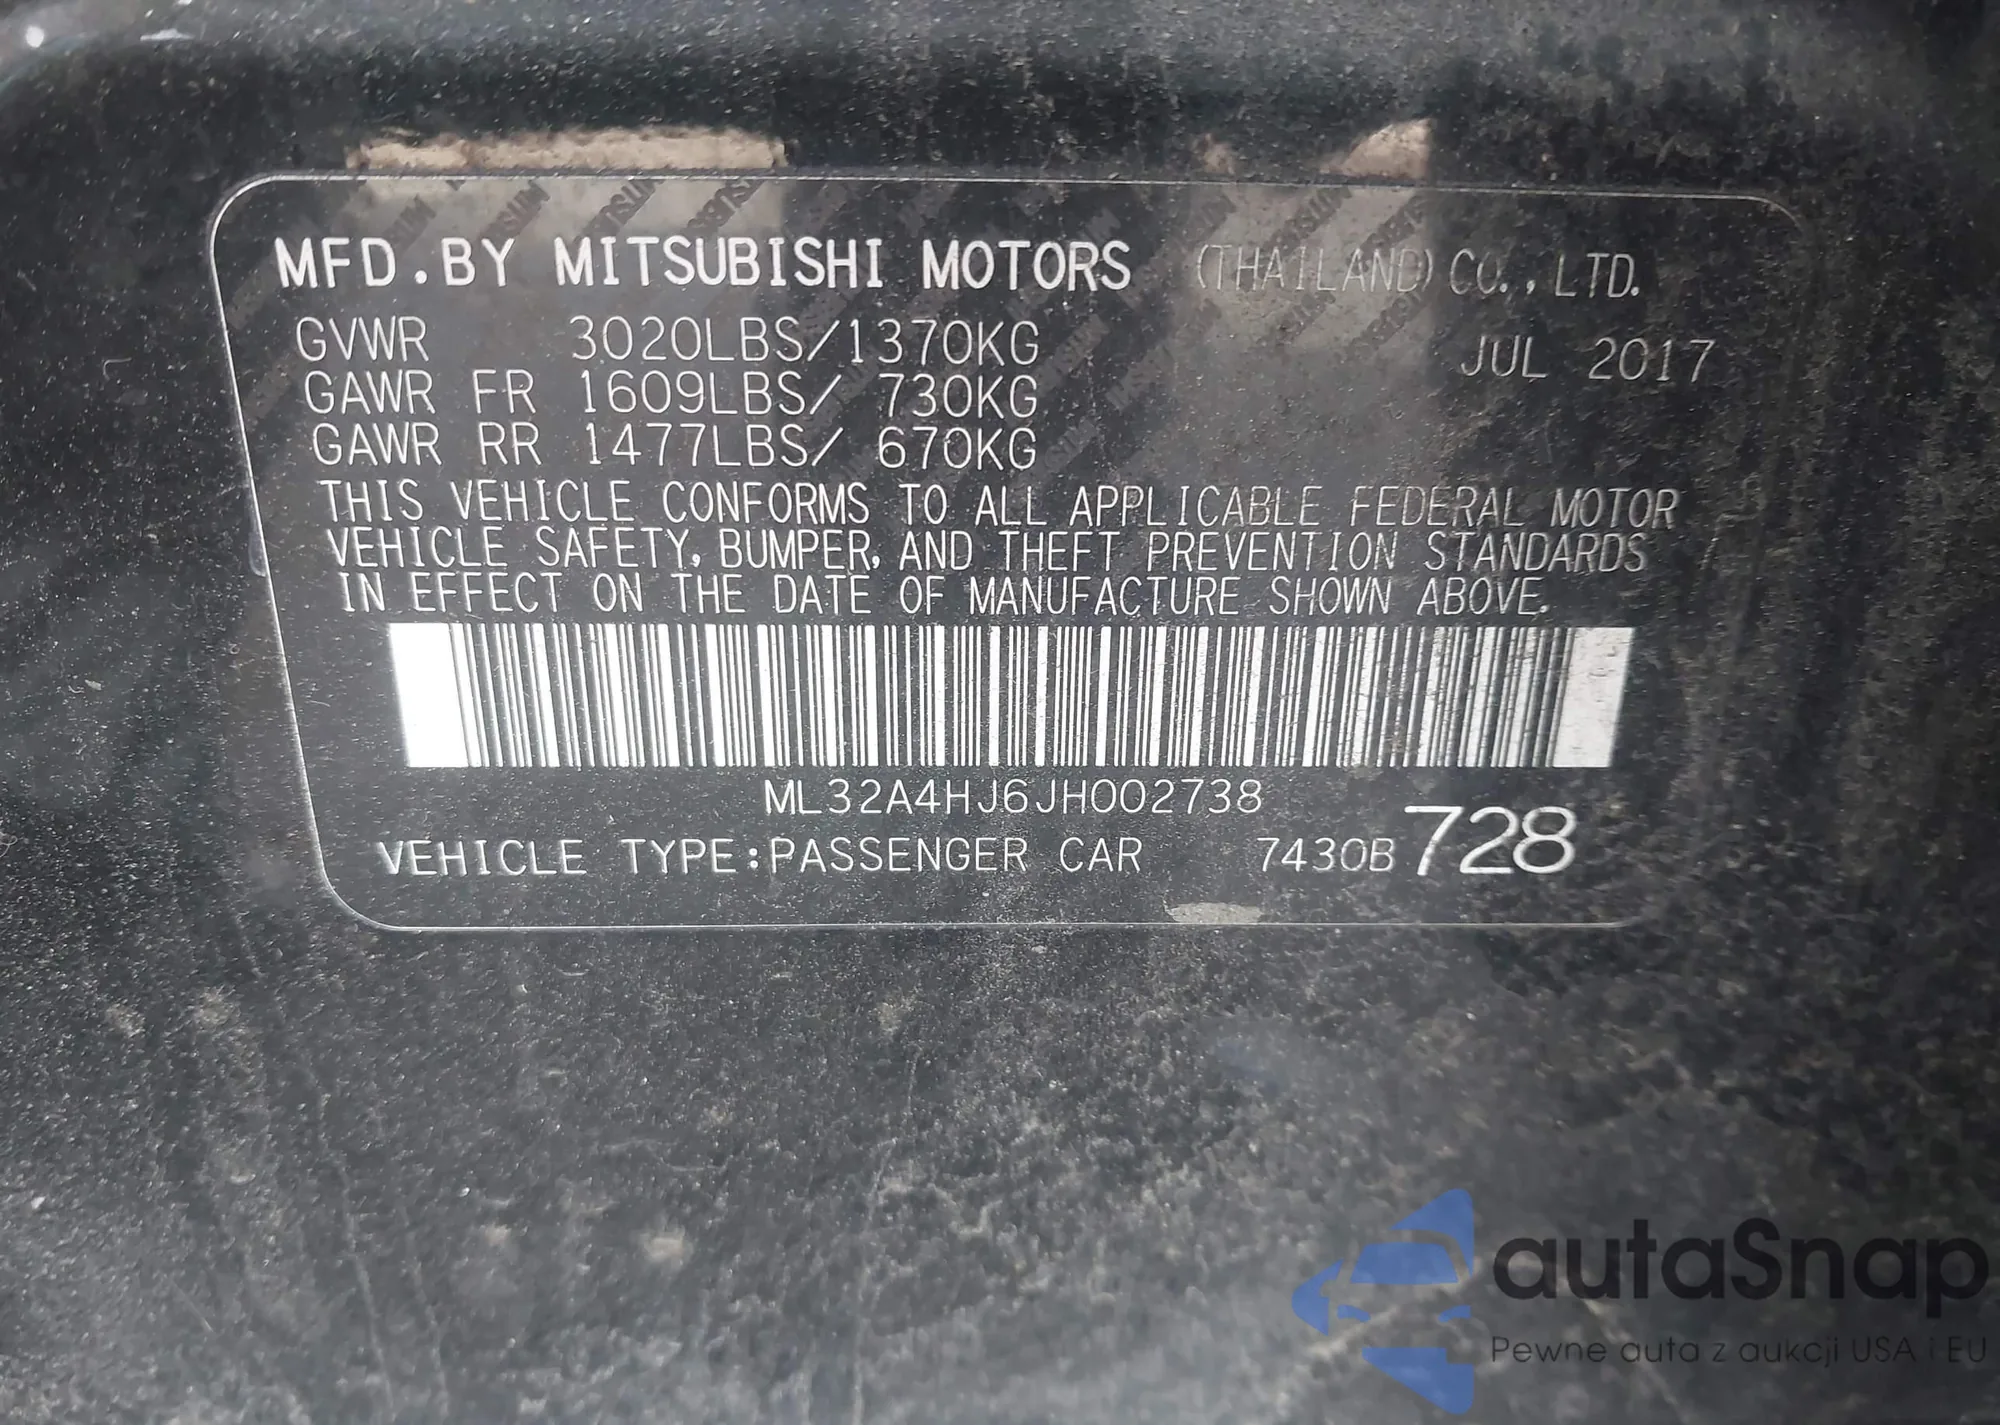 MFD.BY MITSUBISHI MOTORS (THAILAND) CO.,LTD.
GVWR 3020LBS/1370KG JUL 2017
GAWR FR 1609LBS/ 730KG
GAWR RR 1477LBS/ 670KG
THIS VEHICLE CONFORMS TO ALL APPLICABLE FEDERAL MOTOR
VEHICLE SAFETY, BUMPER, AND THEFT PREVENTION STANDARDS
IN EFFECT ON THE DATE OF MANUFACTURE SHOWN ABOVE.
ML32A4HJ6JH002738
VEHICLE TYPE:PASSENGER CAR 7430B 728
autaSnap
Pewne auta z aukcji USA i EU